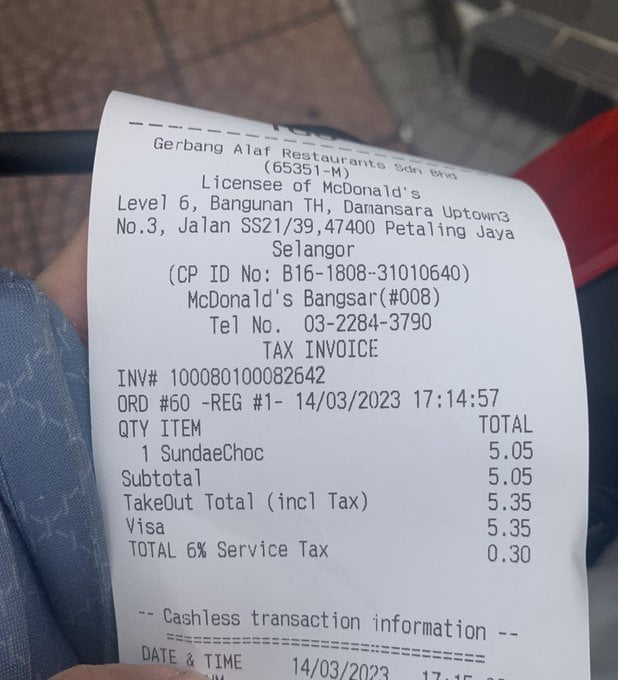 Gerbang Alaf Restaurants Sdn Bhd
(65351-M)
Licensee of McDonald's
Level 6, Bangunan TH, Damansara Uptown3
No.3, Jalan SS21/39,47400 Petaling Jaya
Selangor
(CP ID No: B16-1808-31010640)
McDonald's Bangsar(#008)
Tel No. 03-2284-3790
TAX INVOICE
INV# 100080100082642
ORD #60 -REG #1- 14/03/2023 17:14:57
QTY ITEM TOTAL
1 SundaeChoc 5.05
Subtotal 5.05
TakeOut Total (incl Tax) 5.35
Visa 5.35
TOTAL 6% Service Tax 0.30
-- Cashless transaction information --
DATE & TIME 14/03/2023